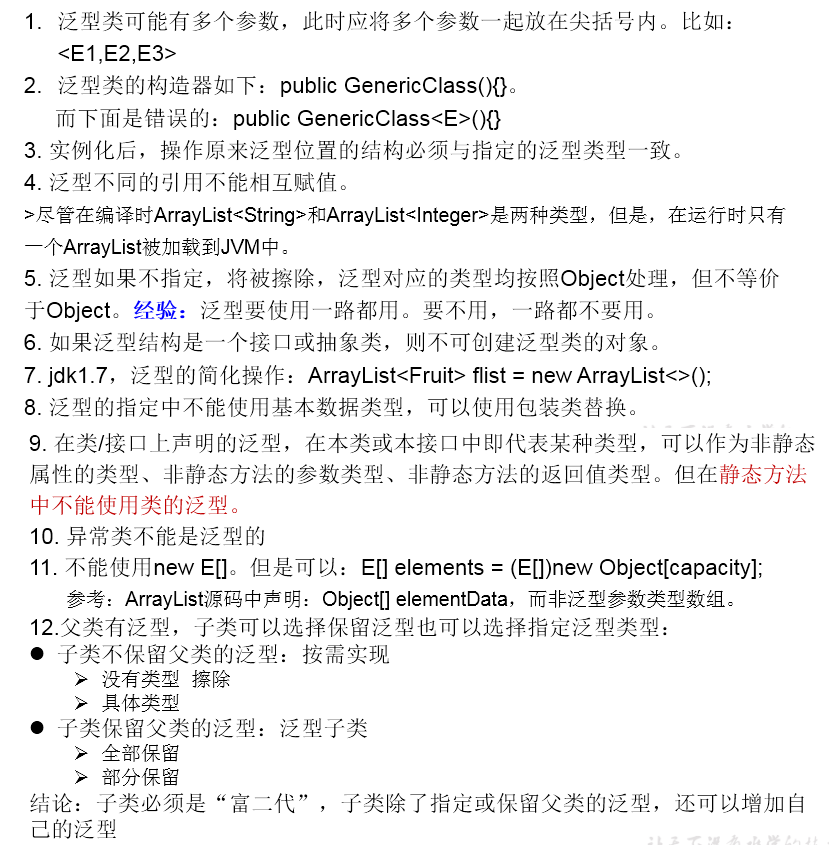 1. 泛型类可能有多个参数，此时应将多个参数一起放在尖括号内。比如：
<E1,E2,E3>
2. 泛型类的构造器如下：public GenericClass(){}。
而下面是错误的：public GenericClass<E>(){}
3. 实例化后，操作原来泛型位置的结构必须与指定的泛型类型一致。
4. 泛型不同的引用不能相互赋值。
>尽管在编译时ArrayList<String>和ArrayList<Integer>是两种类型，但是，在运行时只有
一个ArrayList被加载到JVM中。
5. 泛型如果不指定，将被擦除，泛型对应的类型均按照Object处理，但不等价
于Object。经验：泛型要使用一路都用。要不用，一路都不要用。
6. 如果泛型结构是一个接口或抽象类，则不可创建泛型类的对象。
7. jdk1.7，泛型的简化操作：ArrayList<Fruit> flist = new ArrayList<>();
8. 泛型的指定中不能使用基本数据类型，可以使用包装类替换。
9. 在类/接口上声明的泛型，在本类或本接口中即代表某种类型，可以作为非静态
属性的类型、非静态方法的参数类型、非静态方法的返回值类型。但在静态方法
中不能使用类的泛型。
10. 异常类不能是泛型的
11. 不能使用new E[]。但是可以：E[] elements = (E[])new Object[capacity];
参考：ArrayList源码中声明：Object[] elementData，而非泛型参数类型数组。
12.父类有泛型，子类可以选择保留泛型也可以选择指定泛型类型：
● 子类不保留父类的泛型：按需实现
➢ 没有类型 擦除
➢ 具体类型
● 子类保留父类的泛型：泛型子类
➢ 全部保留
➢ 部分保留
结论：子类必须是“富二代”，子类除了指定或保留父类的泛型，还可以增加自
己的泛型